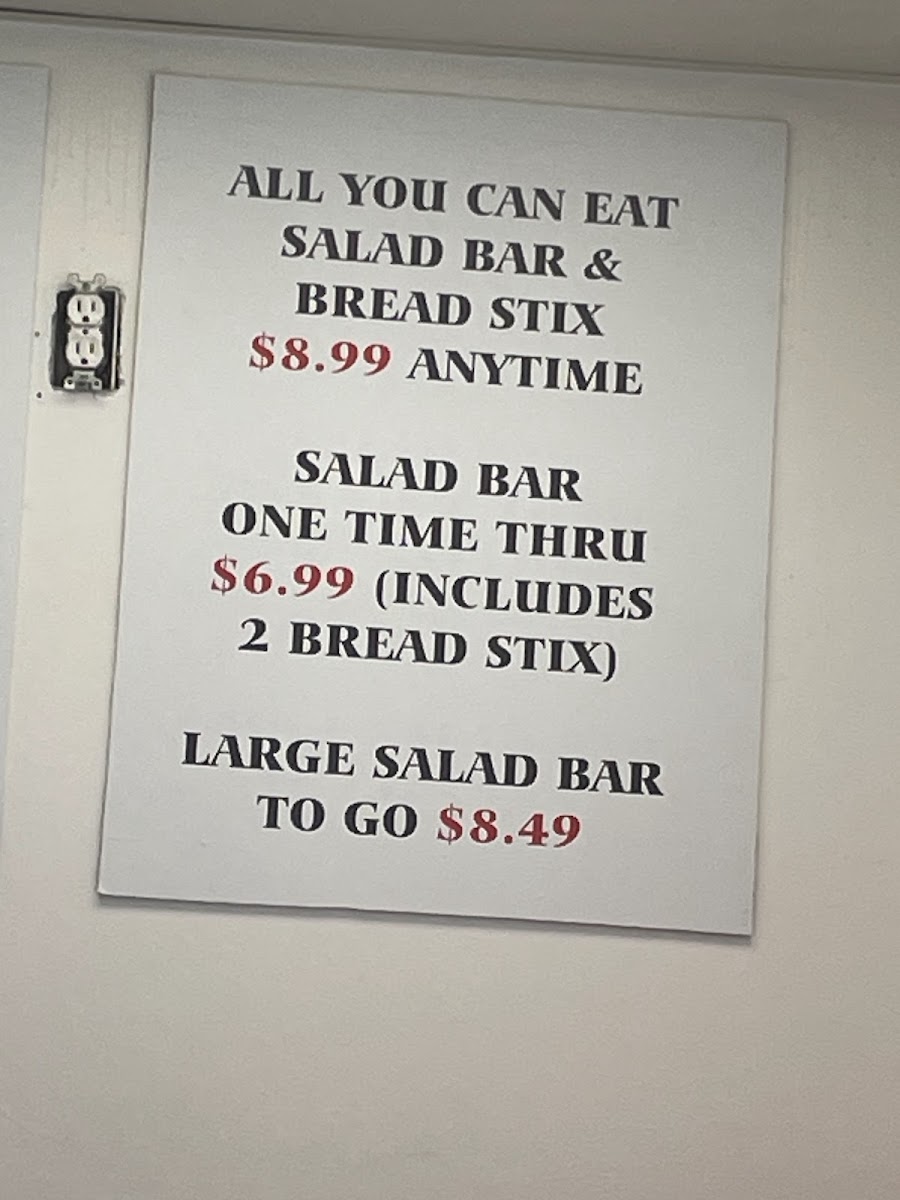 ALL YOU CAN EAT
SALAD BAR &
BREAD STIX
$8.99 ANYTIME
SALAD BAR
ONE TIME THRU
$6.99 (INCLUDES
2 BREAD STIX)
LARGE SALAD BAR
TO GO $8.49